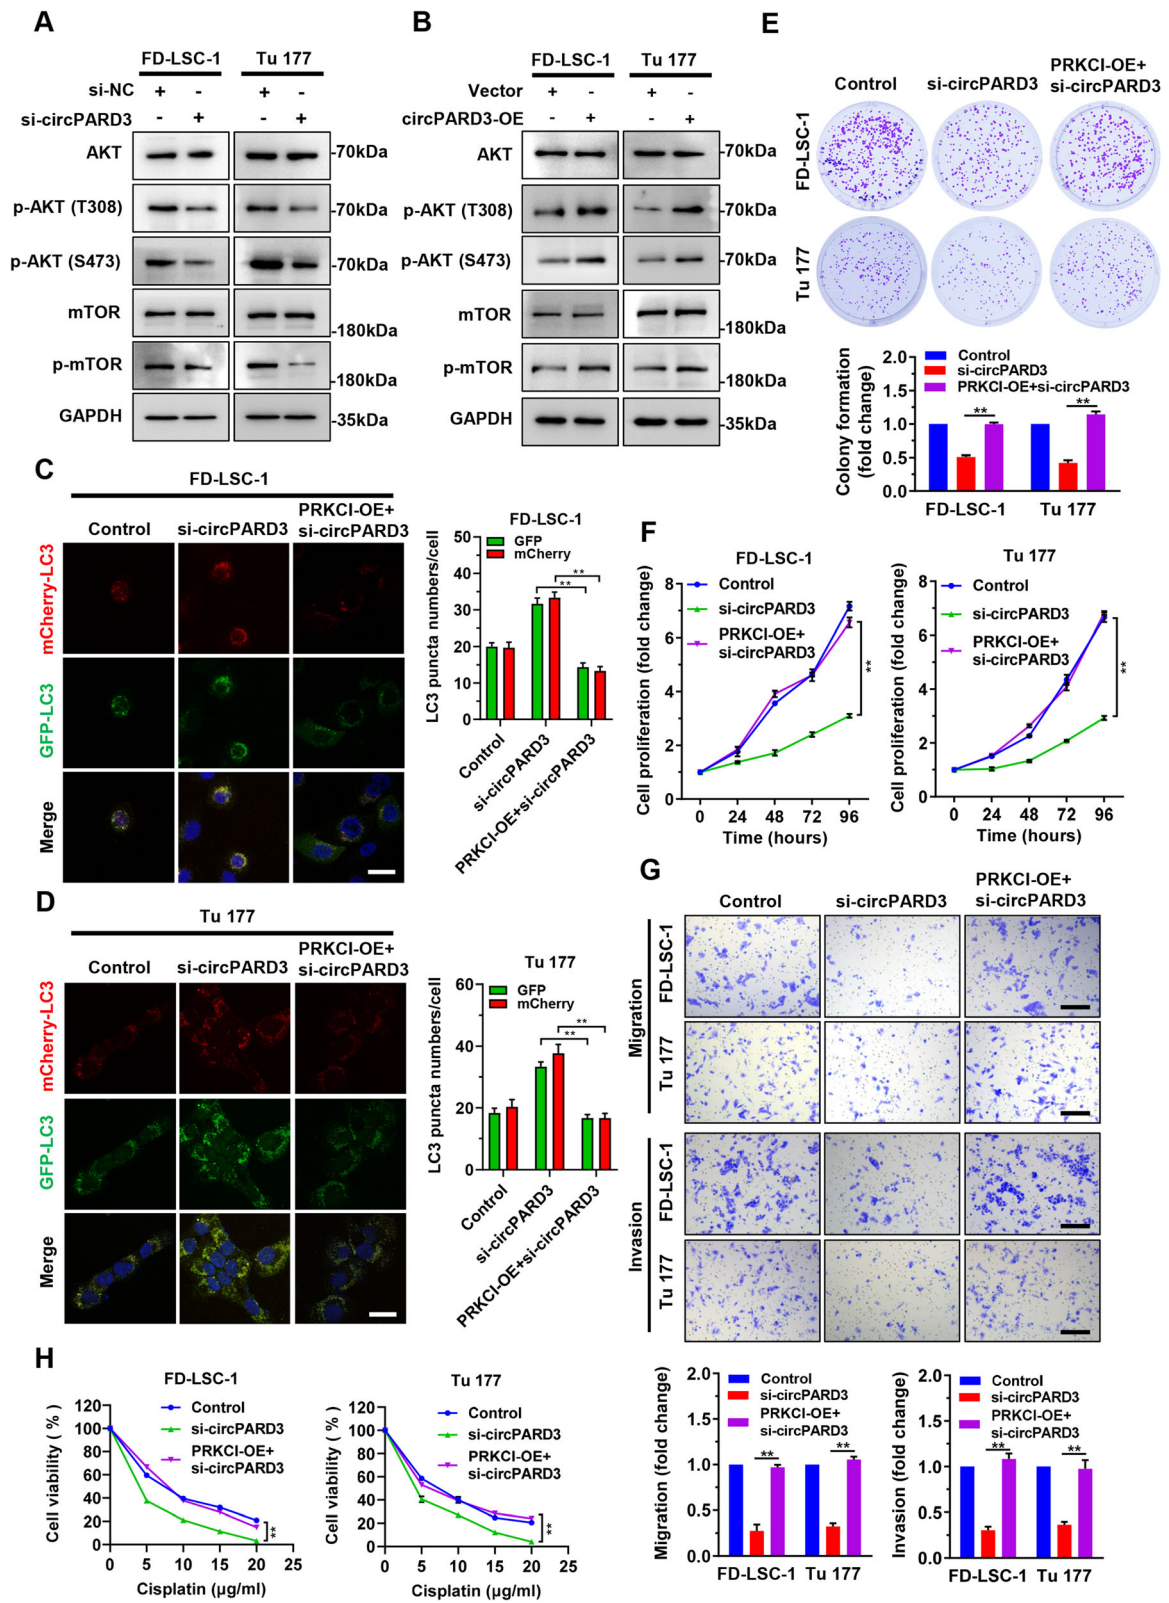 A
FD-LSC-1 Tu 177
si-NC + - + -
si-circPARD3 - + - +
AKT -70kDa
p-AKT (T308) -70kDa
p-AKT (S473) -70kDa
mTOR -180kDa
p-mTOR -180kDa
GAPDH -35kDa
B
FD-LSC-1 Tu 177
Vector + - + -
circPARD3-OE - + - +
AKT -70kDa
p-AKT (T308) -70kDa
p-AKT (S473) -70kDa
mTOR -180kDa
p-mTOR -180kDa
GAPDH -35kDa
C
FD-LSC-1
Control si-circPARD3 PRKCI-OE+
si-circPARD3
mCherry-LC3
GFP-LC3
Merge
FD-LSC-1
GFP
mCherry
LC3 puncta numbers/cell
50
40
30
20
10
0
**
**
Control
si-circPARD3
PRKCI-OE+si-circPARD3
D
Tu 177
Control si-circPARD3 PRKCI-OE+
si-circPARD3
mCherry-LC3
GFP-LC3
Merge
Tu 177
GFP
mCherry
LC3 puncta numbers/cell
60
40
20
0
**
**
Control
si-circPARD3
PRKCI-OE+si-circPARD3
E
Control si-circPARD3 PRKCI-OE+
si-circPARD3
FD-LSC-1
Tu 177
Control
si-circPARD3
PRKCI-OE+si-circPARD3
Colony formation
(fold change)
2.0
1.5
1.0
0.5
0.0
** **
FD-LSC-1 Tu 177
F
FD-LSC-1
Control
si-circPARD3
PRKCI-OE+
si-circPARD3
Cell proliferation (fold change)
8
6
4
2
0
**
0 24 48 72 96
Time (hours)
Tu 177
Control
si-circPARD3
PRKCI-OE+
si-circPARD3
Cell proliferation (fold change)
8
6
4
2
0
**
0 24 48 72 96
Time (hours)
G
Control si-circPARD3 PRKCI-OE+
si-circPARD3
Migration
FD-LSC-1
Tu 177
Invasion
FD-LSC-1
Tu 177
Control
si-circPARD3
PRKCI-OE+
si-circPARD3
Migration (fold change)
2.0
1.5
1.0
0.5
0.0
** **
FD-LSC-1 Tu 177
Control
si-circPARD3
PRKCI-OE+
si-circPARD3
Invasion (fold change)
2.0
1.5
1.0
0.5
0.0
** **
FD-LSC-1 Tu 177
H
FD-LSC-1
Control
si-circPARD3
PRKCI-OE+
si-circPARD3
Cell viability ( % )
120
100
80
60
40
20
0
**
0 5 10 15 20 25
Cisplatin (μg/ml)
Tu 177
Control
si-circPARD3
PRKCI-OE+
si-circPARD3
Cell viability ( % )
120
100
80
60
40
20
0
**
0 5 10 15 20 25
Cisplatin (μg/ml)